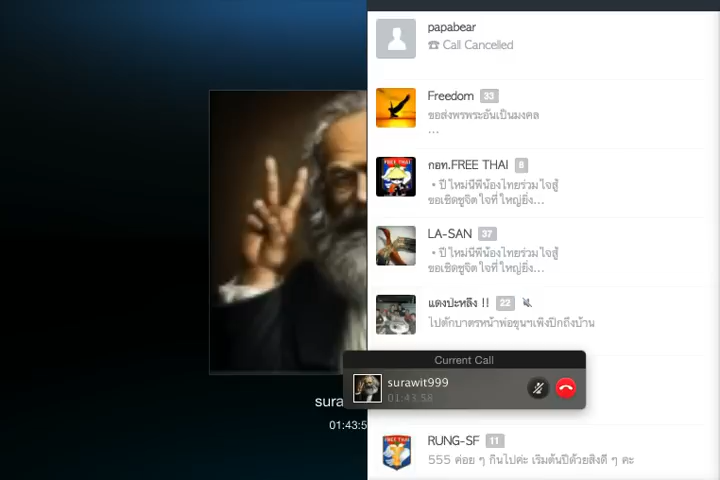 papabear
☎ Call Cancelled
Freedom 33
ขอส่งพรพระอันเป็นมงคล
...
กอท.FREE THAI 8
• ปีใหม่นี้พี่น้องไทยร่วมใจสู้
ขอเชิดชูจิตใจที่ใหญ่ยิ่ง...
LA-SAN 37
• ปีใหม่นี้พี่น้องไทยร่วมใจสู้
ขอเชิดชูจิตใจที่ใหญ่ยิ่ง...
แดงปะหลึง !! 22
ไปตักบาตรหน้าพ่อขุนฯเพิ่งปึกถึงบ้าน
Current Call
surawit999
01:43:58
sura
01:43:5
RUNG-SF 11
555 ค่อย ๆ กินไปค่ะ เริ่มต้นปีด้วยสิ่งดี ๆ ค่ะ